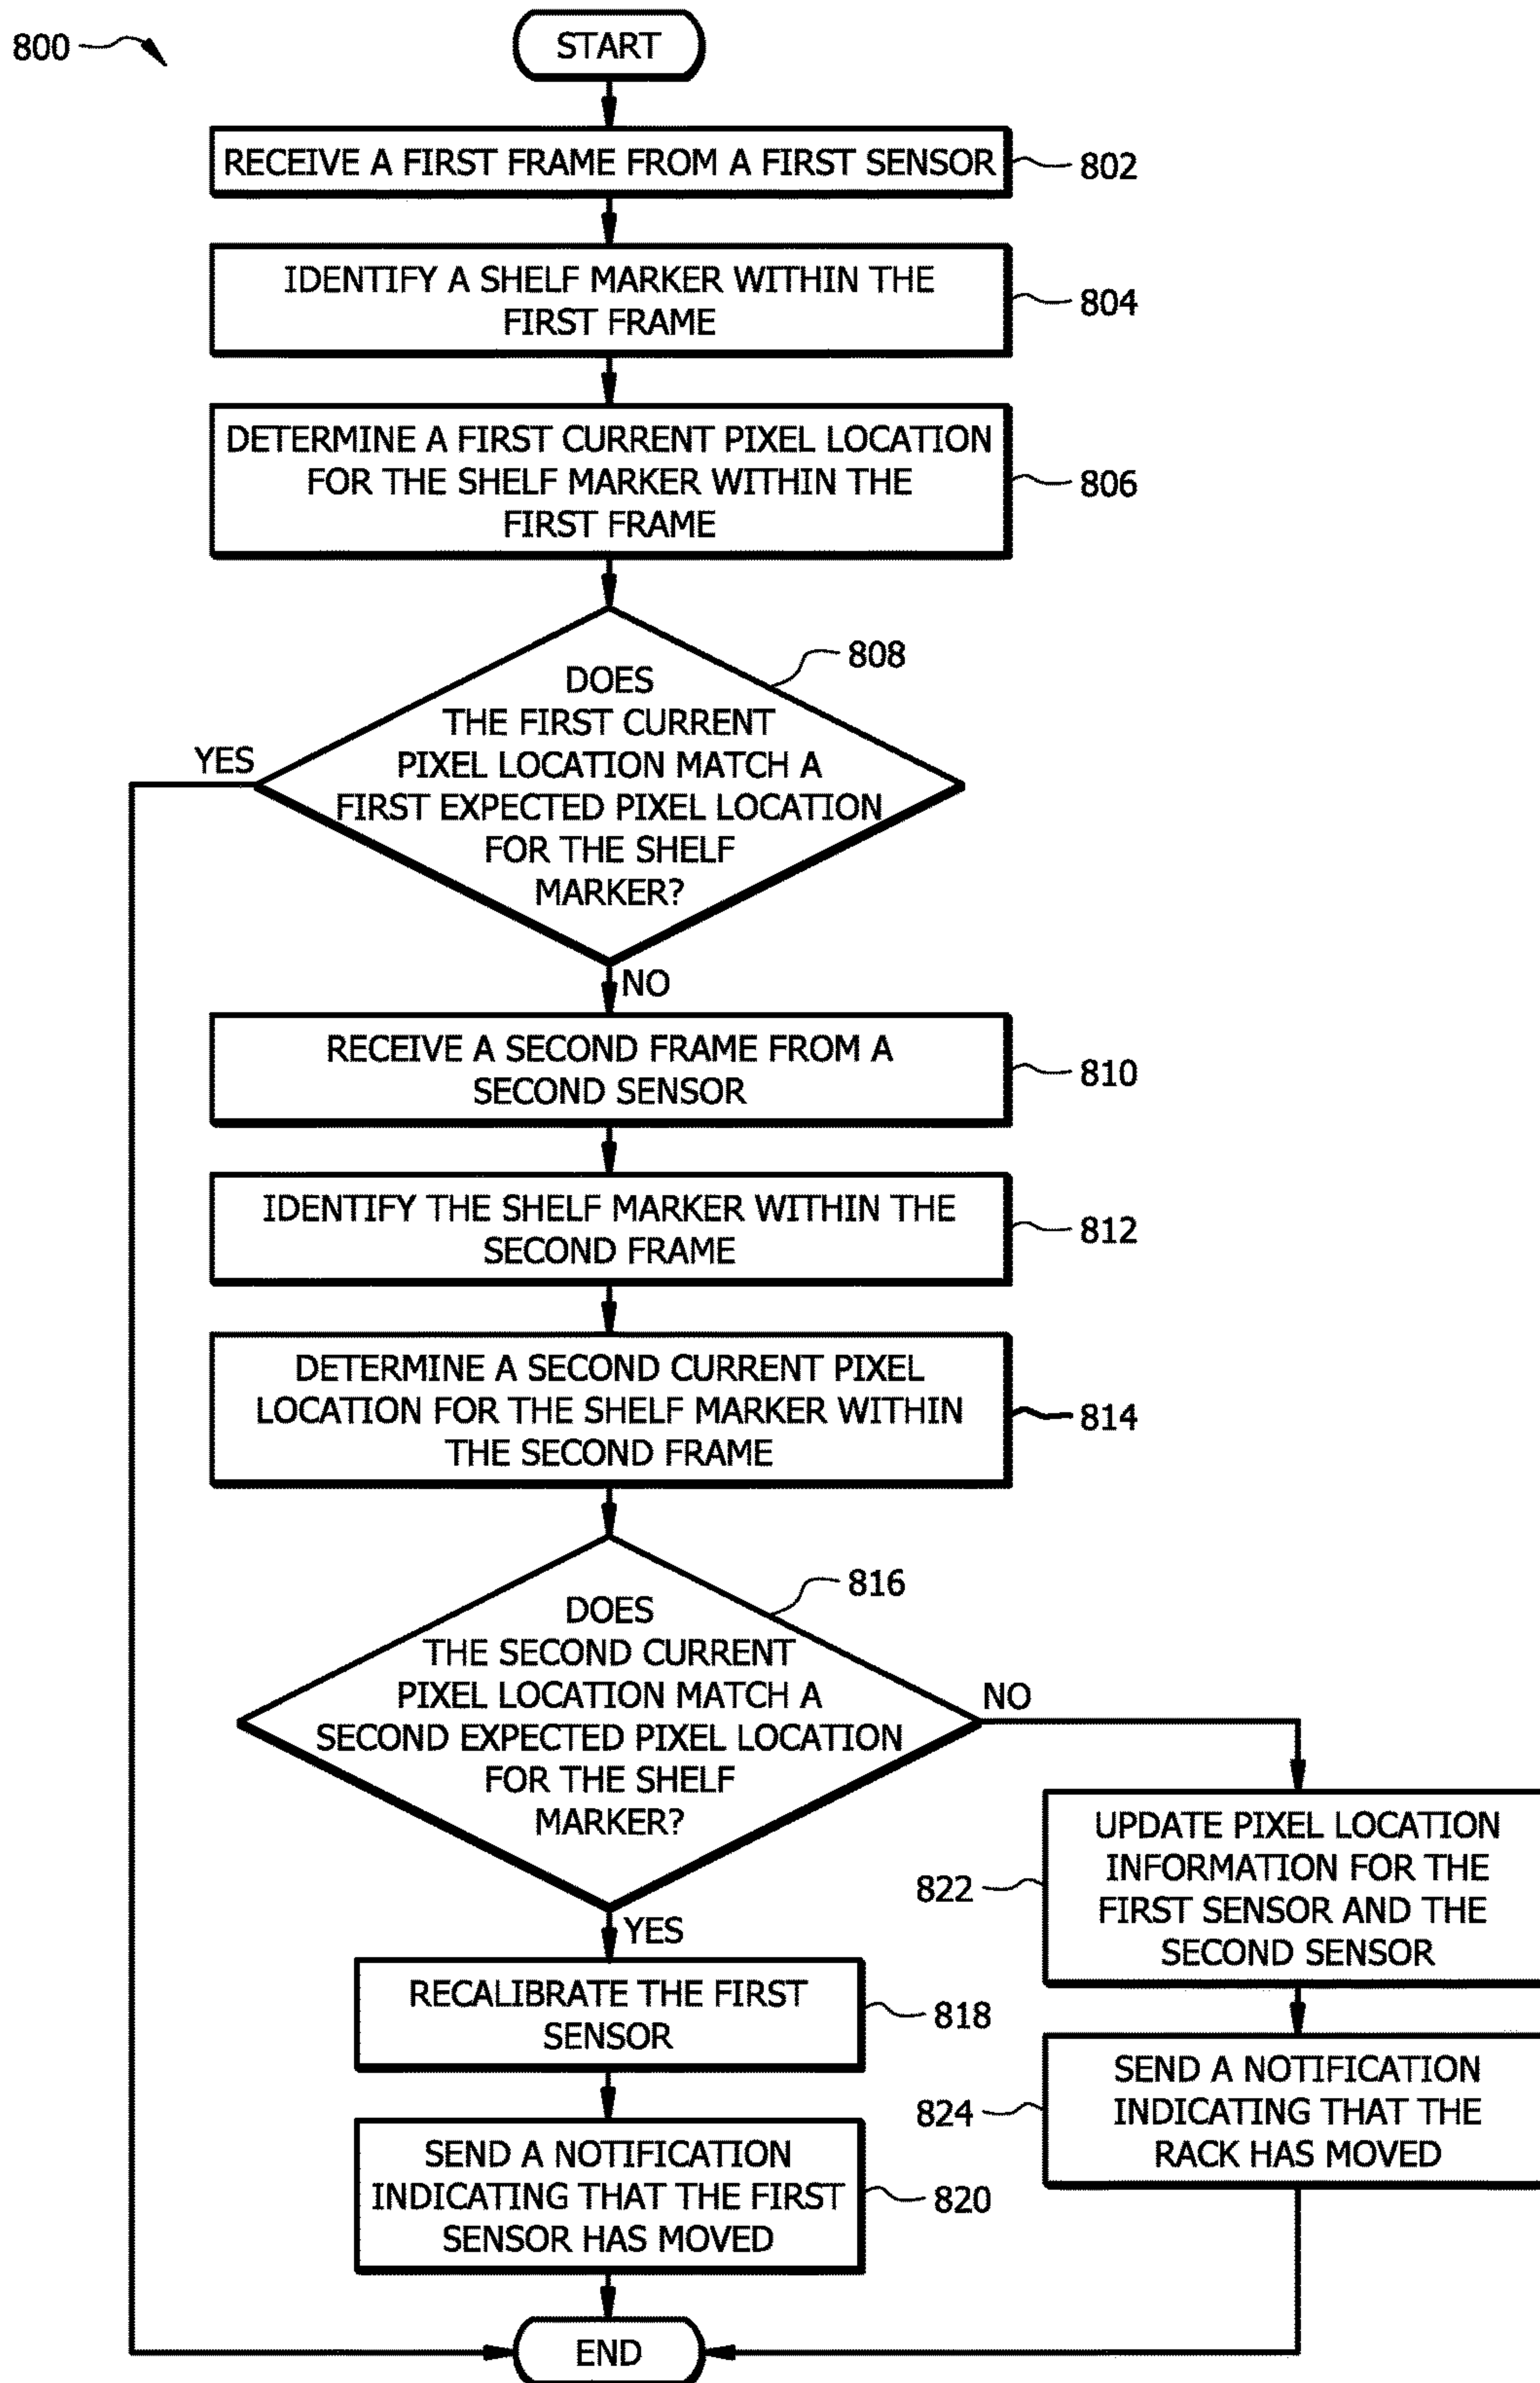 800
START
RECEIVE A FIRST FRAME FROM A FIRST SENSOR
802
IDENTIFY A SHELF MARKER WITHIN THE
FIRST FRAME
804
DETERMINE A FIRST CURRENT PIXEL LOCATION
FOR THE SHELF MARKER WITHIN THE
FIRST FRAME
806
808
DOES
THE FIRST CURRENT
PIXEL LOCATION MATCH A
FIRST EXPECTED PIXEL LOCATION
FOR THE SHELF
MARKER?
YES
NO
RECEIVE A SECOND FRAME FROM A
SECOND SENSOR
810
IDENTIFY THE SHELF MARKER WITHIN THE
SECOND FRAME
812
DETERMINE A SECOND CURRENT PIXEL
LOCATION FOR THE SHELF MARKER WITHIN
THE SECOND FRAME
814
816
DOES
THE SECOND CURRENT
PIXEL LOCATION MATCH A
SECOND EXPECTED PIXEL LOCATION
FOR THE SHELF
MARKER?
NO
YES
UPDATE PIXEL LOCATION
INFORMATION FOR THE
FIRST SENSOR AND THE
SECOND SENSOR
822
RECALIBRATE THE FIRST
SENSOR
818
SEND A NOTIFICATION
INDICATING THAT THE
RACK HAS MOVED
824
SEND A NOTIFICATION
INDICATING THAT THE FIRST
SENSOR HAS MOVED
820
END